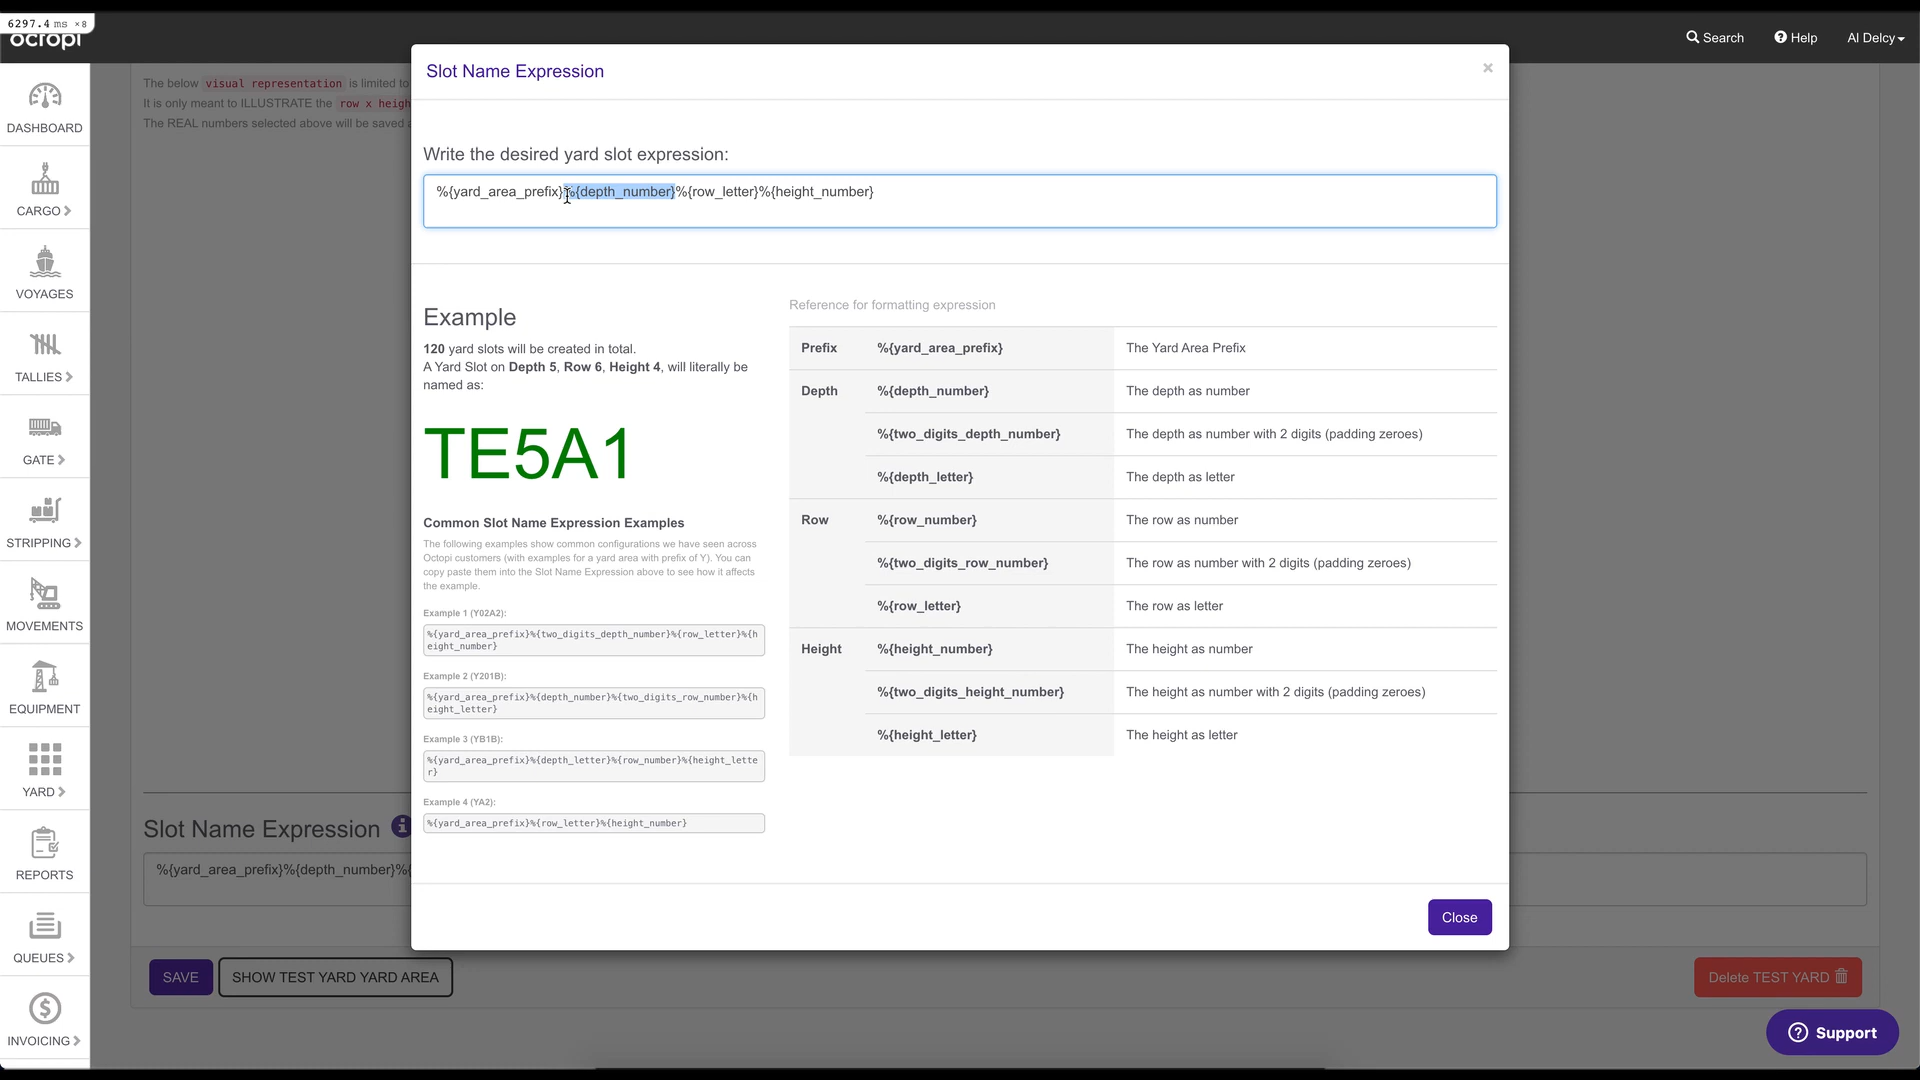 6297.4 ms ×8
octopi
Search
Help
Al Delcy
DASHBOARD
CARGO
VOYAGES
TALLIES
GATE
STRIPPING
MOVEMENTS
EQUIPMENT
YARD
REPORTS
QUEUES
INVOICING
The below visual representation is limited to
It is only meant to ILLUSTRATE the row x heigh
The REAL numbers selected above will be saved
Slot Name Expression
×
Write the desired yard slot expression:
%{yard_area_prefix}%{depth_number}%{row_letter}%{height_number}
Example
120 yard slots will be created in total.
A Yard Slot on Depth 5, Row 6, Height 4, will literally be
named as:
TE5A1
Common Slot Name Expression Examples
The following examples show common configurations we have seen across
Octopi customers (with examples for a yard area with prefix of Y). You can
copy paste them into the Slot Name Expression above to see how it affects
the example.
Example 1 (Y02A2):
%{yard_area_prefix}%{two_digits_depth_number}%{row_letter}%{h
eight_number}
Example 2 (Y201B):
%{yard_area_prefix}%{depth_number}%{two_digits_row_number}%{h
eight_letter}
Example 3 (YB1B):
%{yard_area_prefix}%{depth_letter}%{row_number}%{height_lette
r}
Example 4 (YA2):
%{yard_area_prefix}%{row_letter}%{height_number}
Reference for formatting expression
Prefix %{yard_area_prefix} The Yard Area Prefix
Depth %{depth_number} The depth as number
%{two_digits_depth_number} The depth as number with 2 digits (padding zeroes)
%{depth_letter} The depth as letter
Row %{row_number} The row as number
%{two_digits_row_number} The row as number with 2 digits (padding zeroes)
%{row_letter} The row as letter
Height %{height_number} The height as number
%{two_digits_height_number} The height as number with 2 digits (padding zeroes)
%{height_letter} The height as letter
Close
Slot Name Expression
%{yard_area_prefix}%{depth_number}%{
SAVE
SHOW TEST YARD YARD AREA
Delete TEST YARD
Support